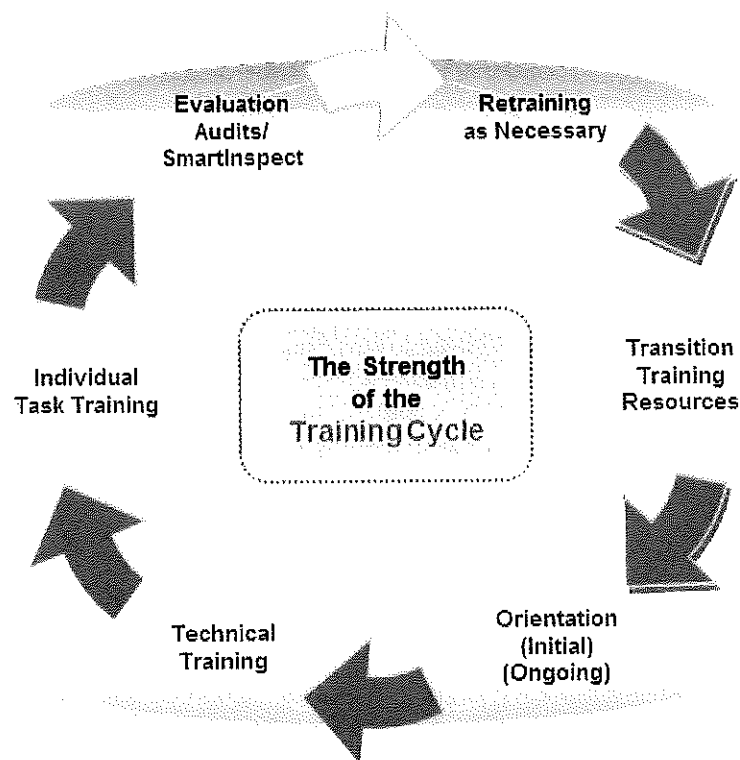 Evaluation
Audits/
SmartInspect
Retraining
as Necessary
Transition
Training
Resources
Orientation
(Initial)
(Ongoing)
Technical
Training
Individual
Task Training
The Strength
of the
Training Cycle